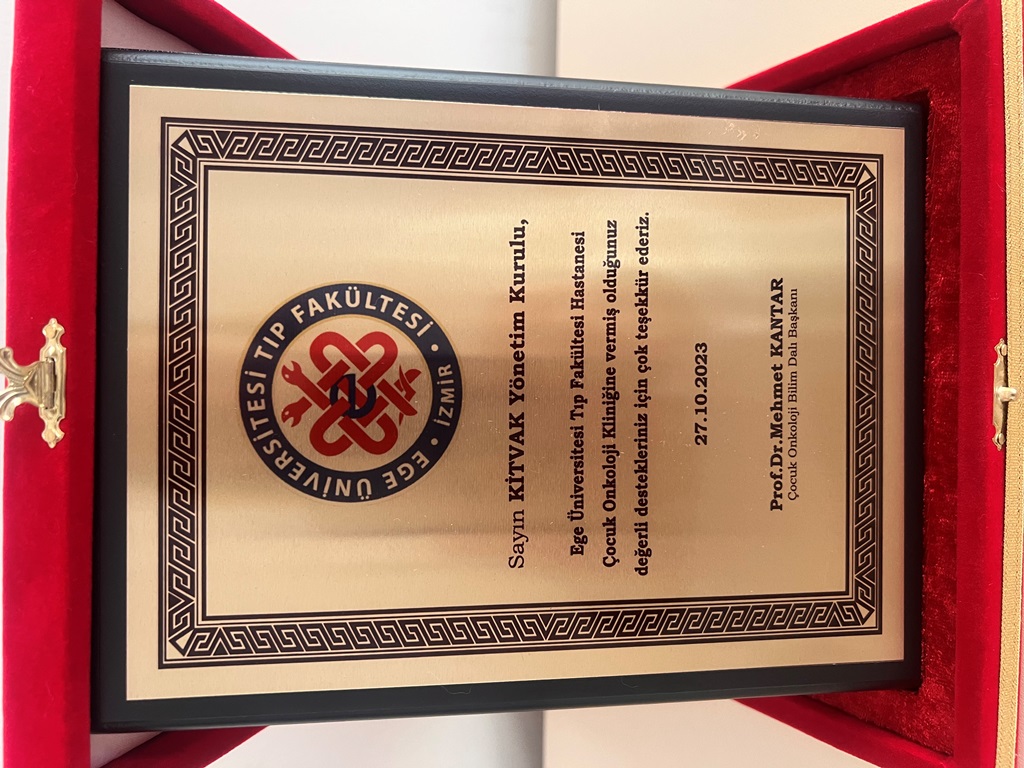 EGE ÜNİVERSİTESİ TIP FAKÜLTESİ
• İZMİR •
Sayın KİTVAK Yönetim Kurulu,
Ege Üniversitesi Tıp Fakültesi Hastanesi
Çocuk Onkoloji Kliniğine vermiş olduğunuz
değerli destekleriniz için çok teşekkür ederiz.
27.10.2023
Prof.Dr.Mehmet KANTAR
Çocuk Onkoloji Bilim Dalı Başkanı